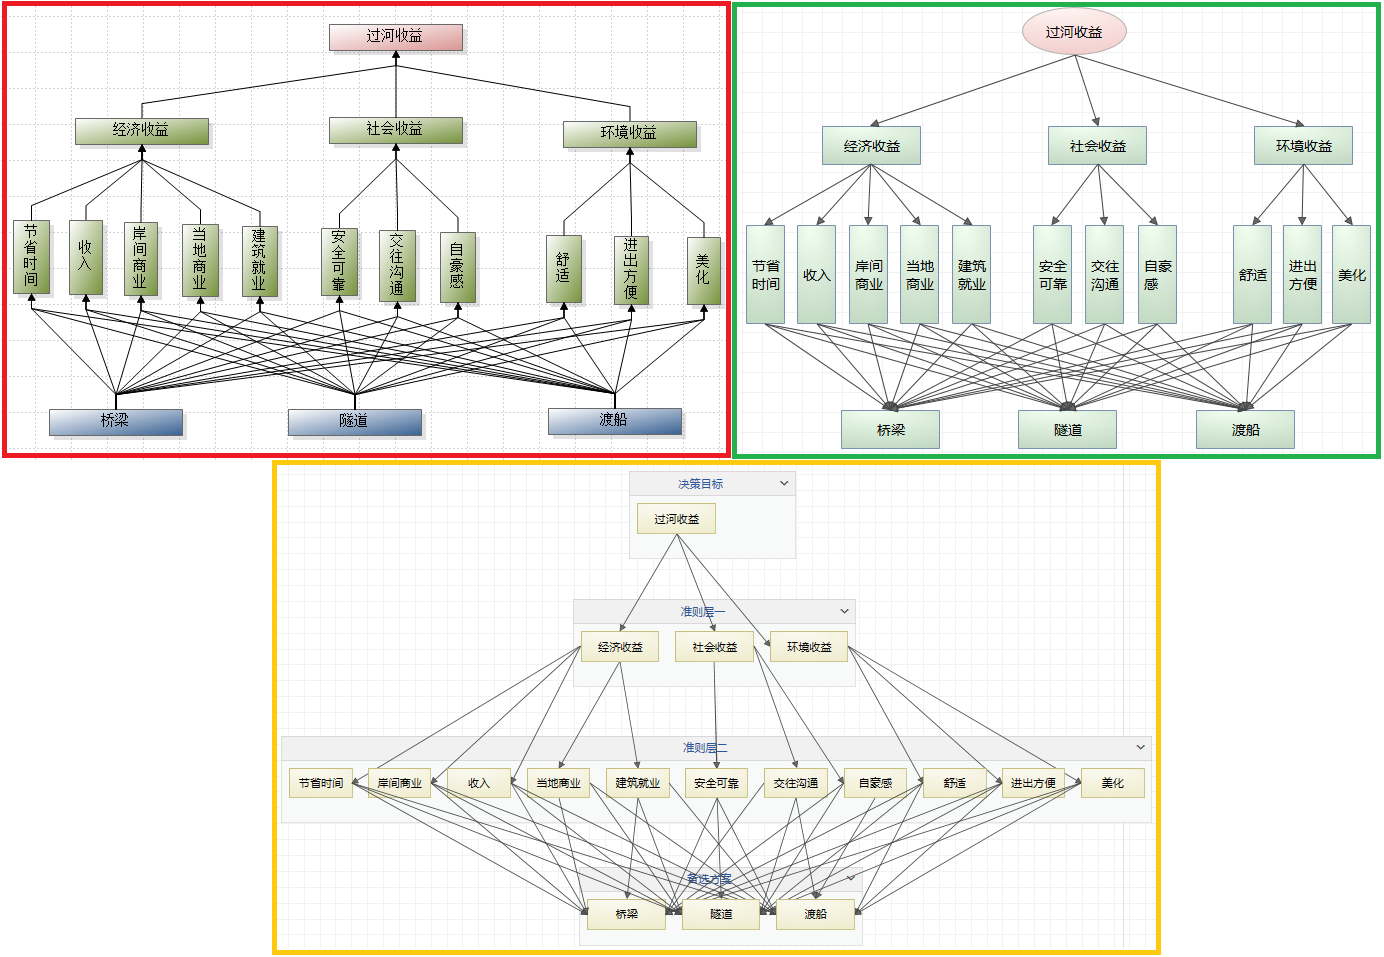 过河收益
经济收益
社会收益
环境收益
节省时间
收入
岸间商业
当地商业
建筑就业
安全可靠
交往沟通
自豪感
舒适
进出方便
美化
桥梁
隧道
渡船
过河收益
经济收益
社会收益
环境收益
节省
时间
收入
岸间
商业
当地
商业
建筑
就业
安全
可靠
交往
沟通
自豪
感
舒适
进出
方便
美化
桥梁
隧道
渡船
决策目标
过河收益
准则层一
经济收益
社会收益
环境收益
准则层二
节省时间
岸间商业
收入
当地商业
建筑就业
安全可靠
交往沟通
自豪感
舒适
进出方便
美化
备选方案
桥梁
隧道
渡船